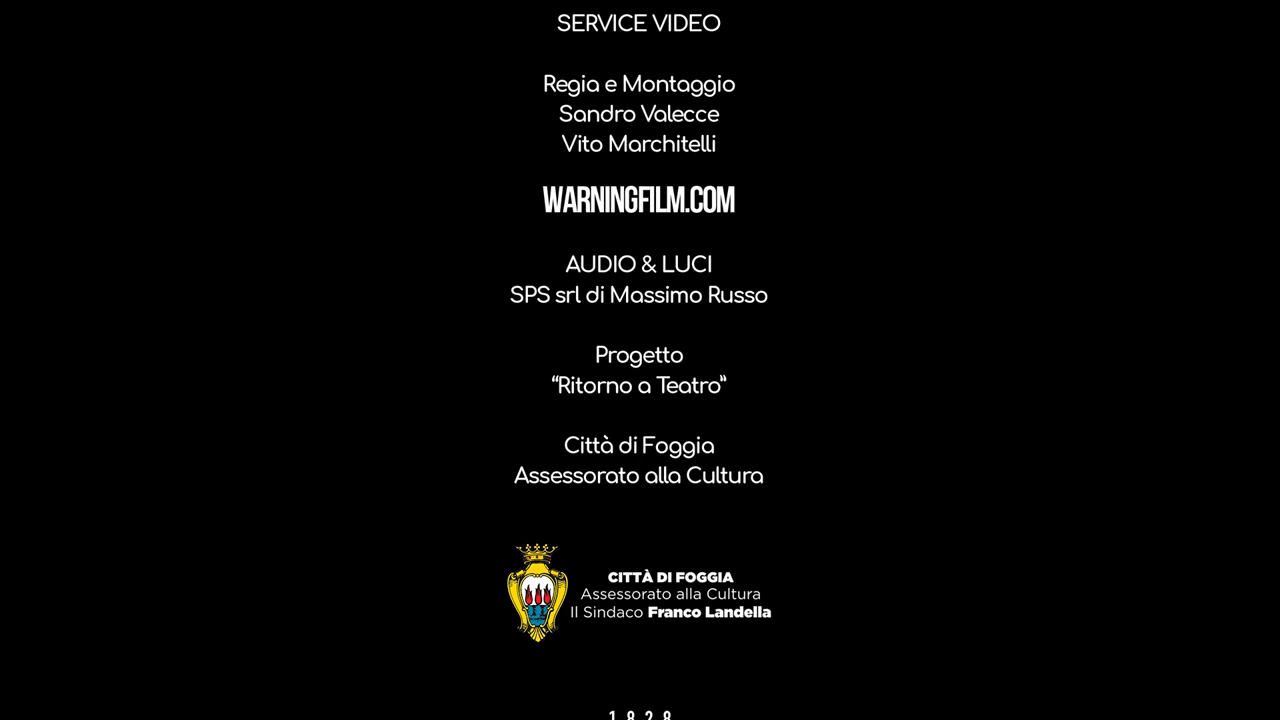 SERVICE VIDEO
Regia e Montaggio
Sandro Valecce
Vito Marchitelli
WARNINGFILM.COM
AUDIO & LUCI
SPS srl di Massimo Russo
Progetto
“Ritorno a Teatro”
Città di Foggia
Assessorato alla Cultura
CITTÀ DI FOGGIA
Assessorato alla Cultura
Il Sindaco Franco Landella
1828